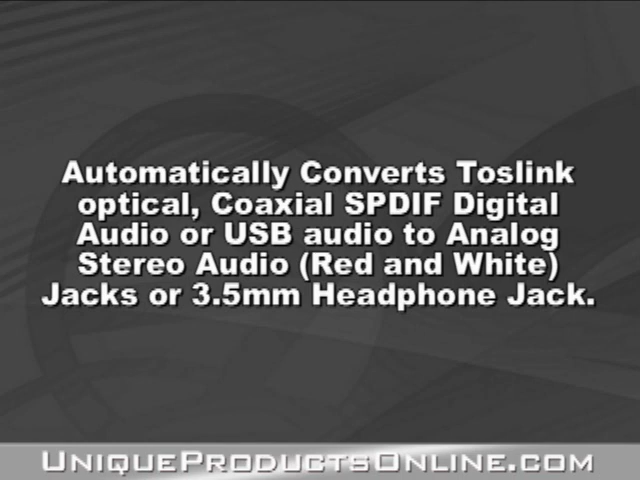 Automatically Converts Toslink
optical, Coaxial SPDIF Digital
Audio or USB audio to Analog
Stereo Audio (Red and White)
Jacks or 3.5mm Headphone Jack.
UniqueProductsOnline.com